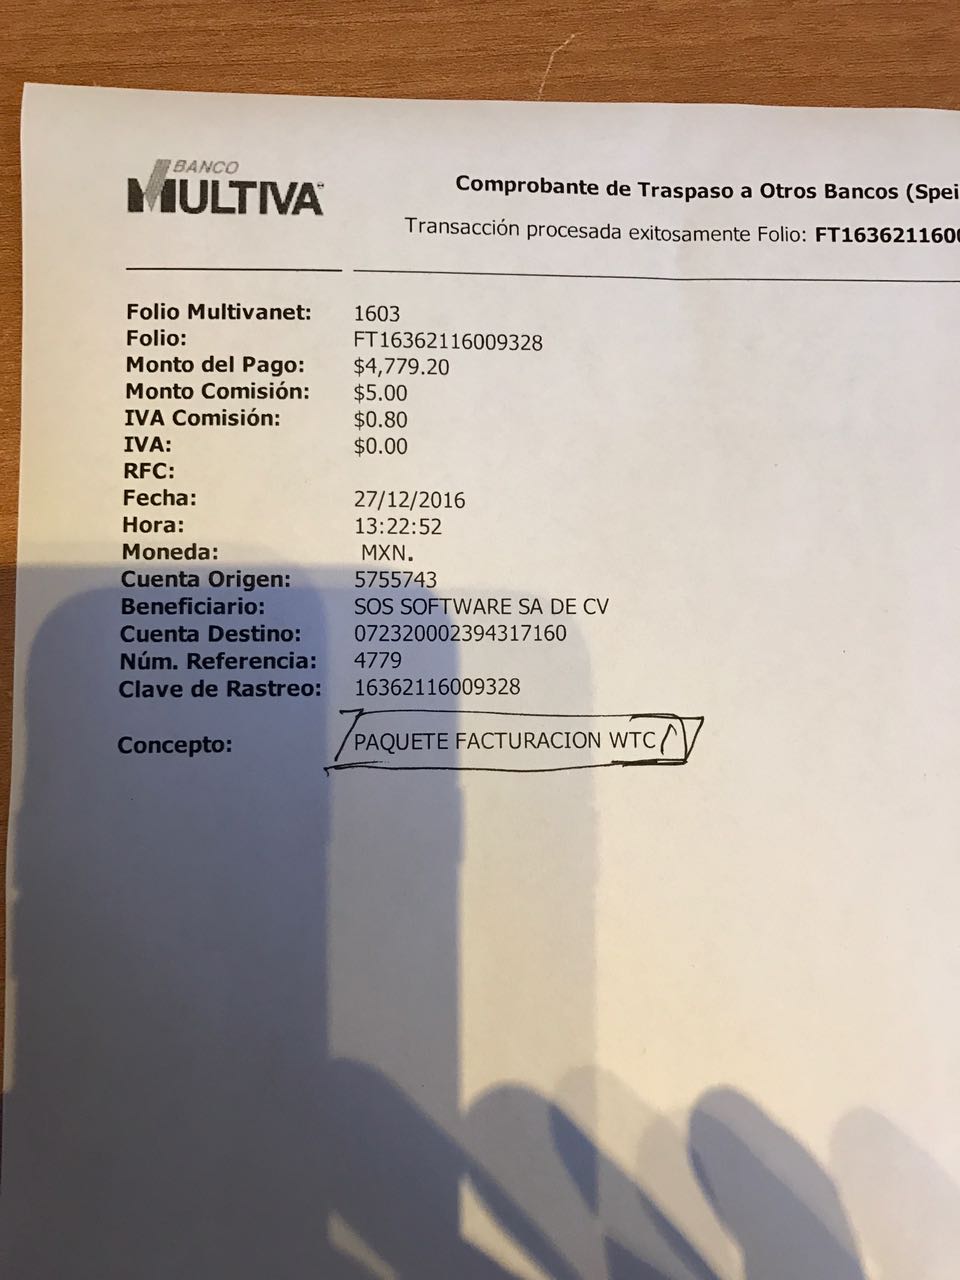 BANCO
MULTIVA
Comprobante de Traspaso a Otros Bancos (Spei
Transacción procesada exitosamente Folio: FT1636211600
Folio Multivanet: 1603
Folio: FT16362116009328
Monto del Pago: $4,779.20
Monto Comisión: $5.00
IVA Comisión: $0.80
IVA: $0.00
RFC:
Fecha: 27/12/2016
Hora: 13:22:52
Moneda: MXN.
Cuenta Origen: 5755743
Beneficiario: SOS SOFTWARE SA DE CV
Cuenta Destino: 072320002394317160
Núm. Referencia: 4779
Clave de Rastreo: 16362116009328
Concepto: PAQUETE FACTURACION WTC